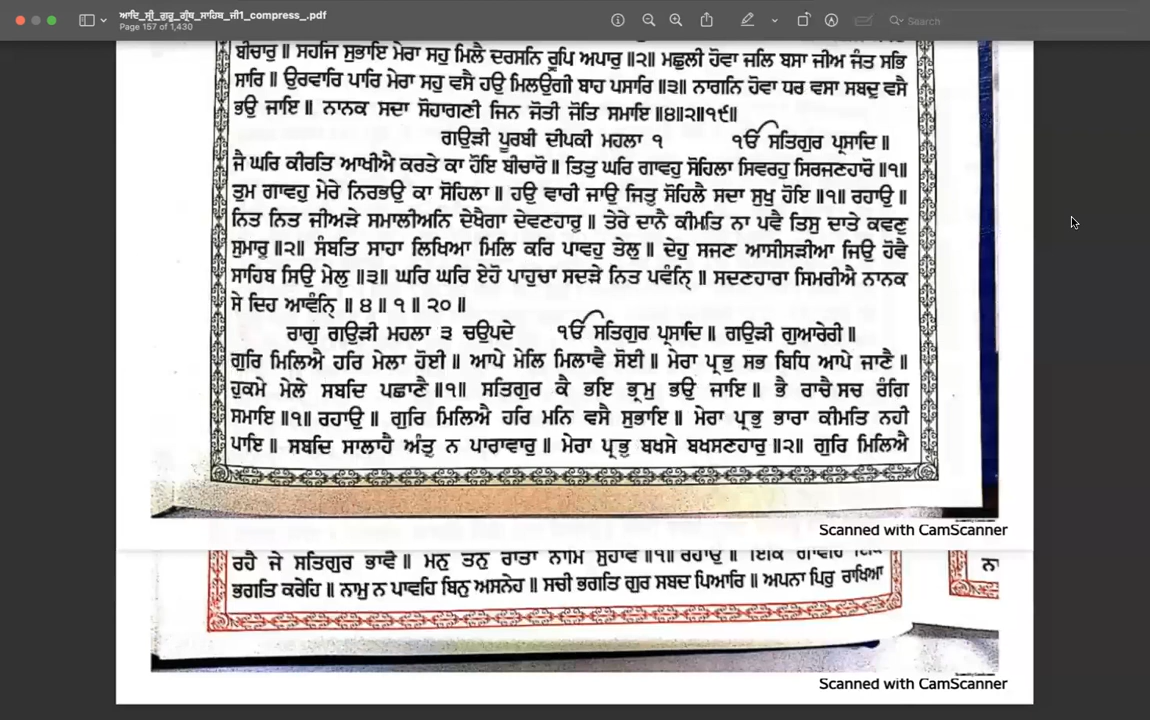 ਆਦਿ_ਸ੍ਰੀ_ਗੁਰੂ_ਗ੍ਰੰਥ_ਸਾਹਿਬ_ਜੀ1_compress_.pdf
Page 157 of 1,430
Search
ਬੀਚਾਰੁ ॥ ਸਹਜਿ ਸੁਭਾਇ ਮੇਰਾ ਸਹੁ ਮਿਲੈ ਦਰਸਨਿ ਰੂਪਿ ਅਪਾਰੁ ॥੨॥ ਮਛੁਲੀ ਹੋਵਾ ਜਲਿ ਬਸਾ ਜੀਅ ਜੰਤ ਸਭਿ
ਸਾਰਿ ॥ ਉਰਵਾਰਿ ਪਾਰਿ ਮੇਰਾ ਸਹੁ ਵਸੈ ਹਉ ਮਿਲਉਗੀ ਬਾਹ ਪਸਾਰਿ ॥੩॥ ਨਾਗਨਿ ਹੋਵਾ ਧਰ ਵਸਾ ਸਬਦੁ ਵਸੈ
ਭਉ ਜਾਇ ॥ ਨਾਨਕ ਸਦਾ ਸੋਹਾਗਣੀ ਜਿਨ ਜੋਤੀ ਜੋਤਿ ਸਮਾਇ ॥੪॥੨॥੧੯॥
ਗਉੜੀ ਪੂਰਬੀ ਦੀਪਕੀ ਮਹਲਾ ੧ ੴ ਸਤਿਗੁਰ ਪ੍ਰਸਾਦਿ ॥
ਜੈ ਘਰਿ ਕੀਰਤਿ ਆਖੀਐ ਕਰਤੇ ਕਾ ਹੋਇ ਬੀਚਾਰੋ ॥ ਤਿਤੁ ਘਰਿ ਗਾਵਹੁ ਸੋਹਿਲਾ ਸਿਵਰਹੁ ਸਿਰਜਣਹਾਰੋ ॥੧॥
ਤੁਮ ਗਾਵਹੁ ਮੇਰੇ ਨਿਰਭਉ ਕਾ ਸੋਹਿਲਾ ॥ ਹਉ ਵਾਰੀ ਜਾਉ ਜਿਤੁ ਸੋਹਿਲੈ ਸਦਾ ਸੁਖੁ ਹੋਇ ॥੧॥ ਰਹਾਉ ॥
ਨਿਤ ਨਿਤ ਜੀਅੜੇ ਸਮਾਲੀਅਨਿ ਦੇਖੈਗਾ ਦੇਵਣਹਾਰੁ ॥ ਤੇਰੇ ਦਾਨੈ ਕੀਮਤਿ ਨਾ ਪਵੈ ਤਿਸੁ ਦਾਤੇ ਕਵਣੁ
ਸੁਮਾਰੁ ॥੨॥ ਸੰਬਤਿ ਸਾਹਾ ਲਿਖਿਆ ਮਿਲਿ ਕਰਿ ਪਾਵਹੁ ਤੇਲੁ ॥ ਦੇਹੁ ਸਜਣ ਆਸੀਸੜੀਆ ਜਿਉ ਹੋਵੈ
ਸਾਹਿਬ ਸਿਉ ਮੇਲੁ ॥੩॥ ਘਰਿ ਘਰਿ ਏਹੋ ਪਾਹੁਚਾ ਸਦੜੇ ਨਿਤ ਪਵੰਨਿ੍ ॥ ਸਦਣਹਾਰਾ ਸਿਮਰੀਐ ਨਾਨਕ
ਸੇ ਦਿਹ ਆਵੰਨਿ੍ ॥ ੪ ॥ ੧ ॥ ੨੦ ॥
ਰਾਗੁ ਗਉੜੀ ਮਹਲਾ ੩ ਚਉਪਦੇ ੴ ਸਤਿਗੁਰ ਪ੍ਰਸਾਦਿ ॥ ਗਉੜੀ ਗੁਆਰੇਰੀ ॥
ਗੁਰਿ ਮਿਲਿਐ ਹਰਿ ਮੇਲਾ ਹੋਈ ॥ ਆਪੇ ਮੇਲਿ ਮਿਲਾਵੈ ਸੋਈ ॥ ਮੇਰਾ ਪ੍ਰਭੁ ਸਭ ਬਿਧਿ ਆਪੇ ਜਾਣੈ ॥
ਹੁਕਮੇ ਮੇਲੇ ਸਬਦਿ ਪਛਾਣੈ ॥੧॥ ਸਤਿਗੁਰ ਕੈ ਭਇ ਭ੍ਰਮੁ ਭਉ ਜਾਇ ॥ ਭੈ ਰਾਚੈ ਸਚ ਰੰਗਿ
ਸਮਾਇ ॥੧॥ ਰਹਾਉ ॥ ਗੁਰਿ ਮਿਲਿਐ ਹਰਿ ਮਨਿ ਵਸੈ ਸੁਭਾਇ ॥ ਮੇਰਾ ਪ੍ਰਭੁ ਭਾਰਾ ਕੀਮਤਿ ਨਹੀ
ਪਾਇ ॥ ਸਬਦਿ ਸਾਲਾਹੈ ਅੰਤੁ ਨ ਪਾਰਾਵਾਰੁ ॥ ਮੇਰਾ ਪ੍ਰਭੁ ਬਖਸੇ ਬਖਸਣਹਾਰੁ ॥੨॥ ਗੁਰਿ ਮਿਲਿਐ
Scanned with CamScanner
ਰਹੈ ਜੇ ਸਤਿਗੁਰ ਭਾਵੈ ॥ ਮਨੁ ਤਨੁ ਰਾਤਾ ਨਾਮਿ ਸੁਹਾਵੈ ॥੧॥ ਰਹਾਉ ॥ ਇਕਿ ਗਾਵਹਿ
ਭਗਤਿ ਕਰੇਹਿ ॥ ਨਾਮੁ ਨ ਪਾਵਹਿ ਬਿਨੁ ਅਸਨੇਹ ॥ ਸਚੀ ਭਗਤਿ ਗੁਰ ਸਬਦ ਪਿਆਰਿ ॥ ਅਪਨਾ ਪਿਰੁ ਰਾਖਿਆ
Scanned with CamScanner